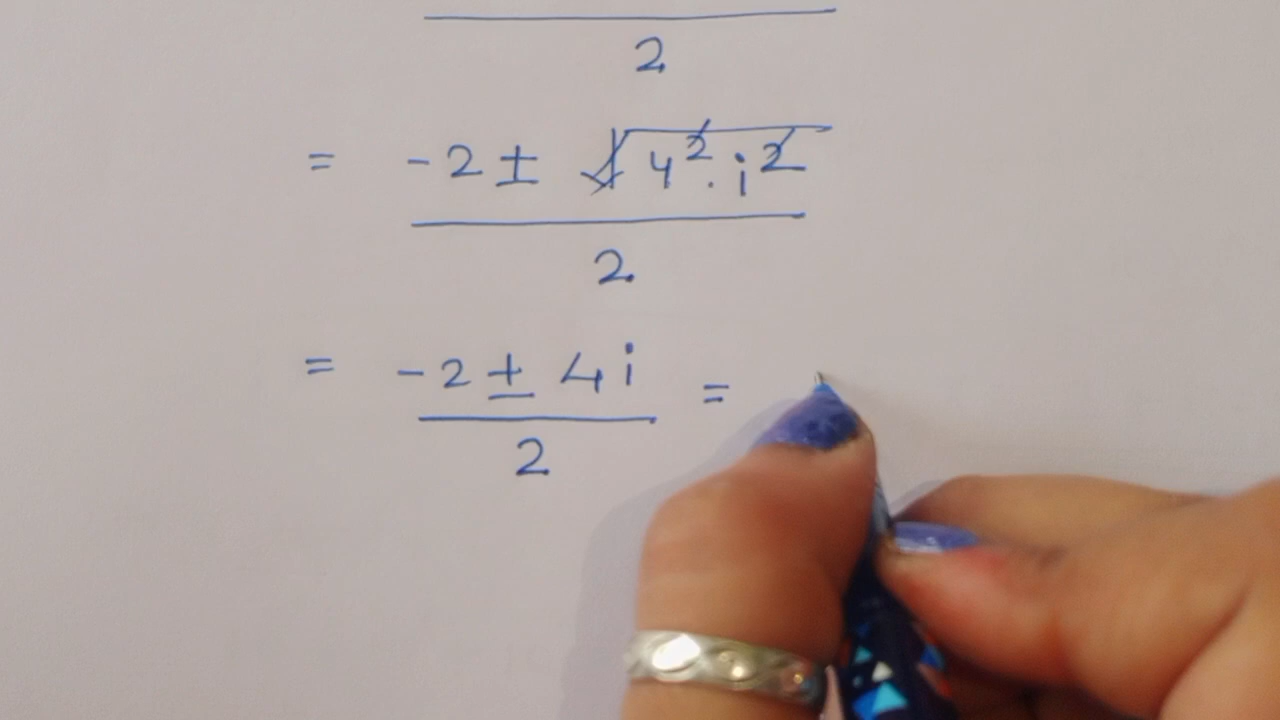 2
= -2 ± √4². i²
2
= -2 ± 4i =
2